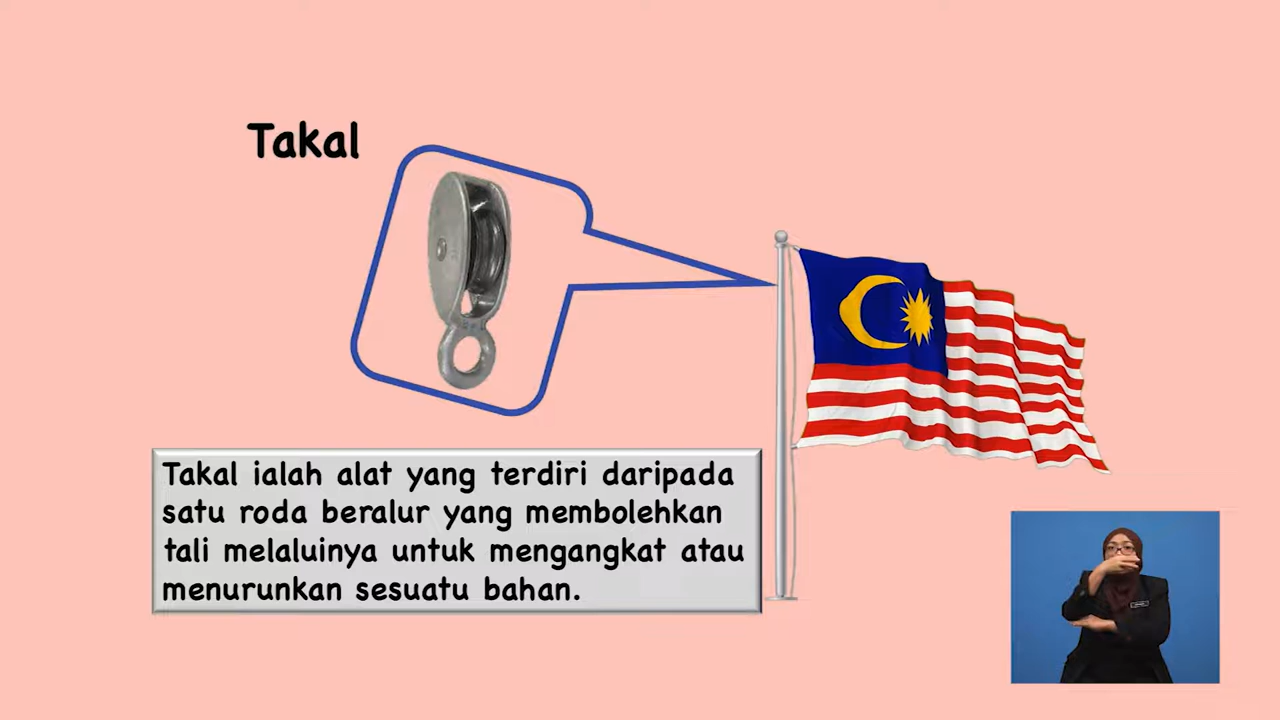 Takal
Takal ialah alat yang terdiri daripada
satu roda beralur yang membolehkan
tali melaluinya untuk mengangkat atau
menurunkan sesuatu bahan.